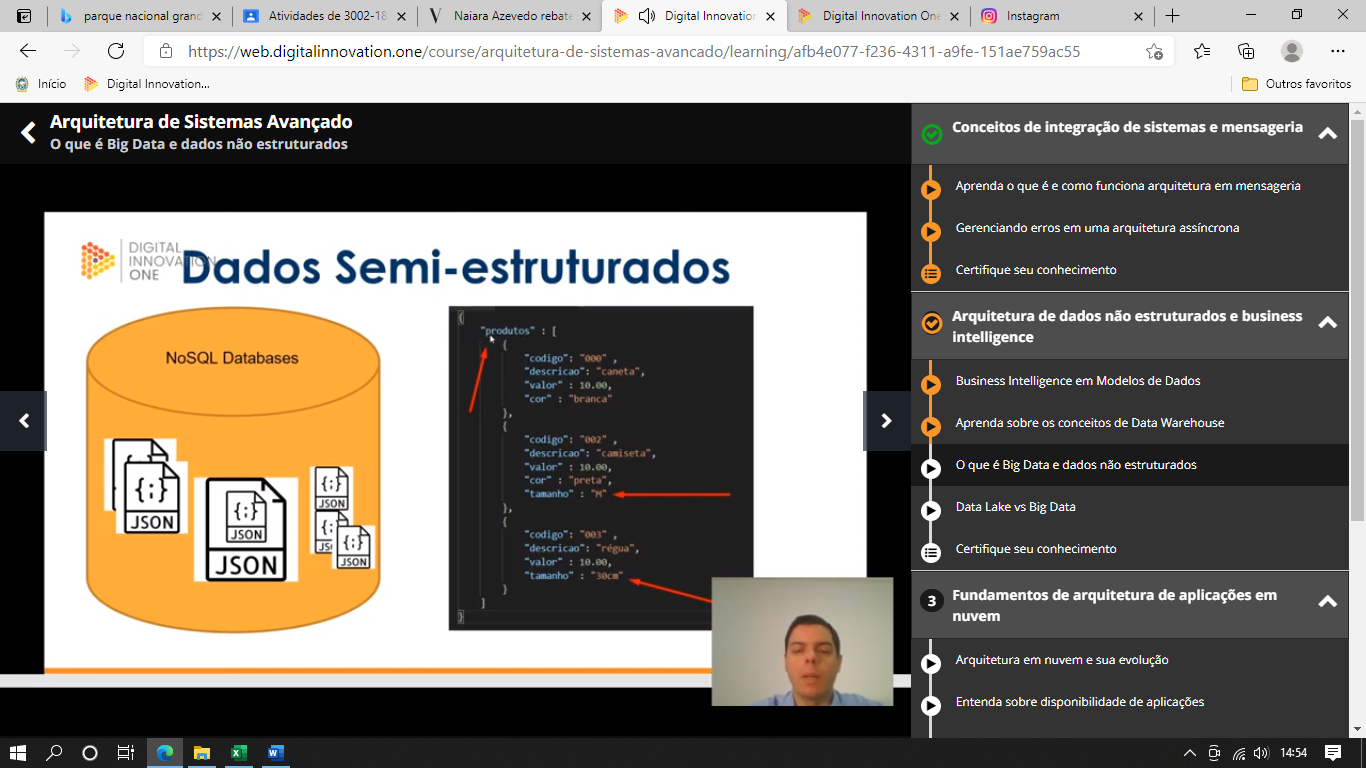 parque nacional grand
Atividades de 3002-18
Naiara Azevedo rebate
Digital Innovation
Digital Innovation One
Instagram
https://web.digitalinnovation.one/course/arquitetura-de-sistemas-avancado/learning/afb4e077-f236-4311-a9fe-151ae759ac55
Início
Digital Innovation...
Outros favoritos
Arquitetura de Sistemas Avançado
O que é Big Data e dados não estruturados
DIGITAL
INNOVATION
ONE
Dados Semi-estruturados
NoSQL Databases
{;}
JSON
{;}
JSON
JSON
{;}
JSON
{;}
JSON
{
"produtos" : [
{
"codigo": "000" ,
"descricao": "caneta",
"valor" : 10.00,
"cor" : "branca"
},
{
"codigo": "002" ,
"descricao": "camiseta",
"valor" : 10.00,
"cor" : "preta",
"tamanho" : "M"
},
{
"codigo": "003" ,
"descricao": "régua",
"valor" : 10.00,
"tamanho" : "30cm"
}
]
}
Conceitos de integração de sistemas e mensageria
Aprenda o que é e como funciona arquitetura em mensageria
Gerenciando erros em uma arquitetura assíncrona
Certifique seu conhecimento
Arquitetura de dados não estruturados e business
intelligence
Business Intelligence em Modelos de Dados
Aprenda sobre os conceitos de Data Warehouse
O que é Big Data e dados não estruturados
Data Lake vs Big Data
Certifique seu conhecimento
3
Fundamentos de arquitetura de aplicações em
nuvem
Arquitetura em nuvem e sua evolução
Entenda sobre disponibilidade de aplicações
14:54